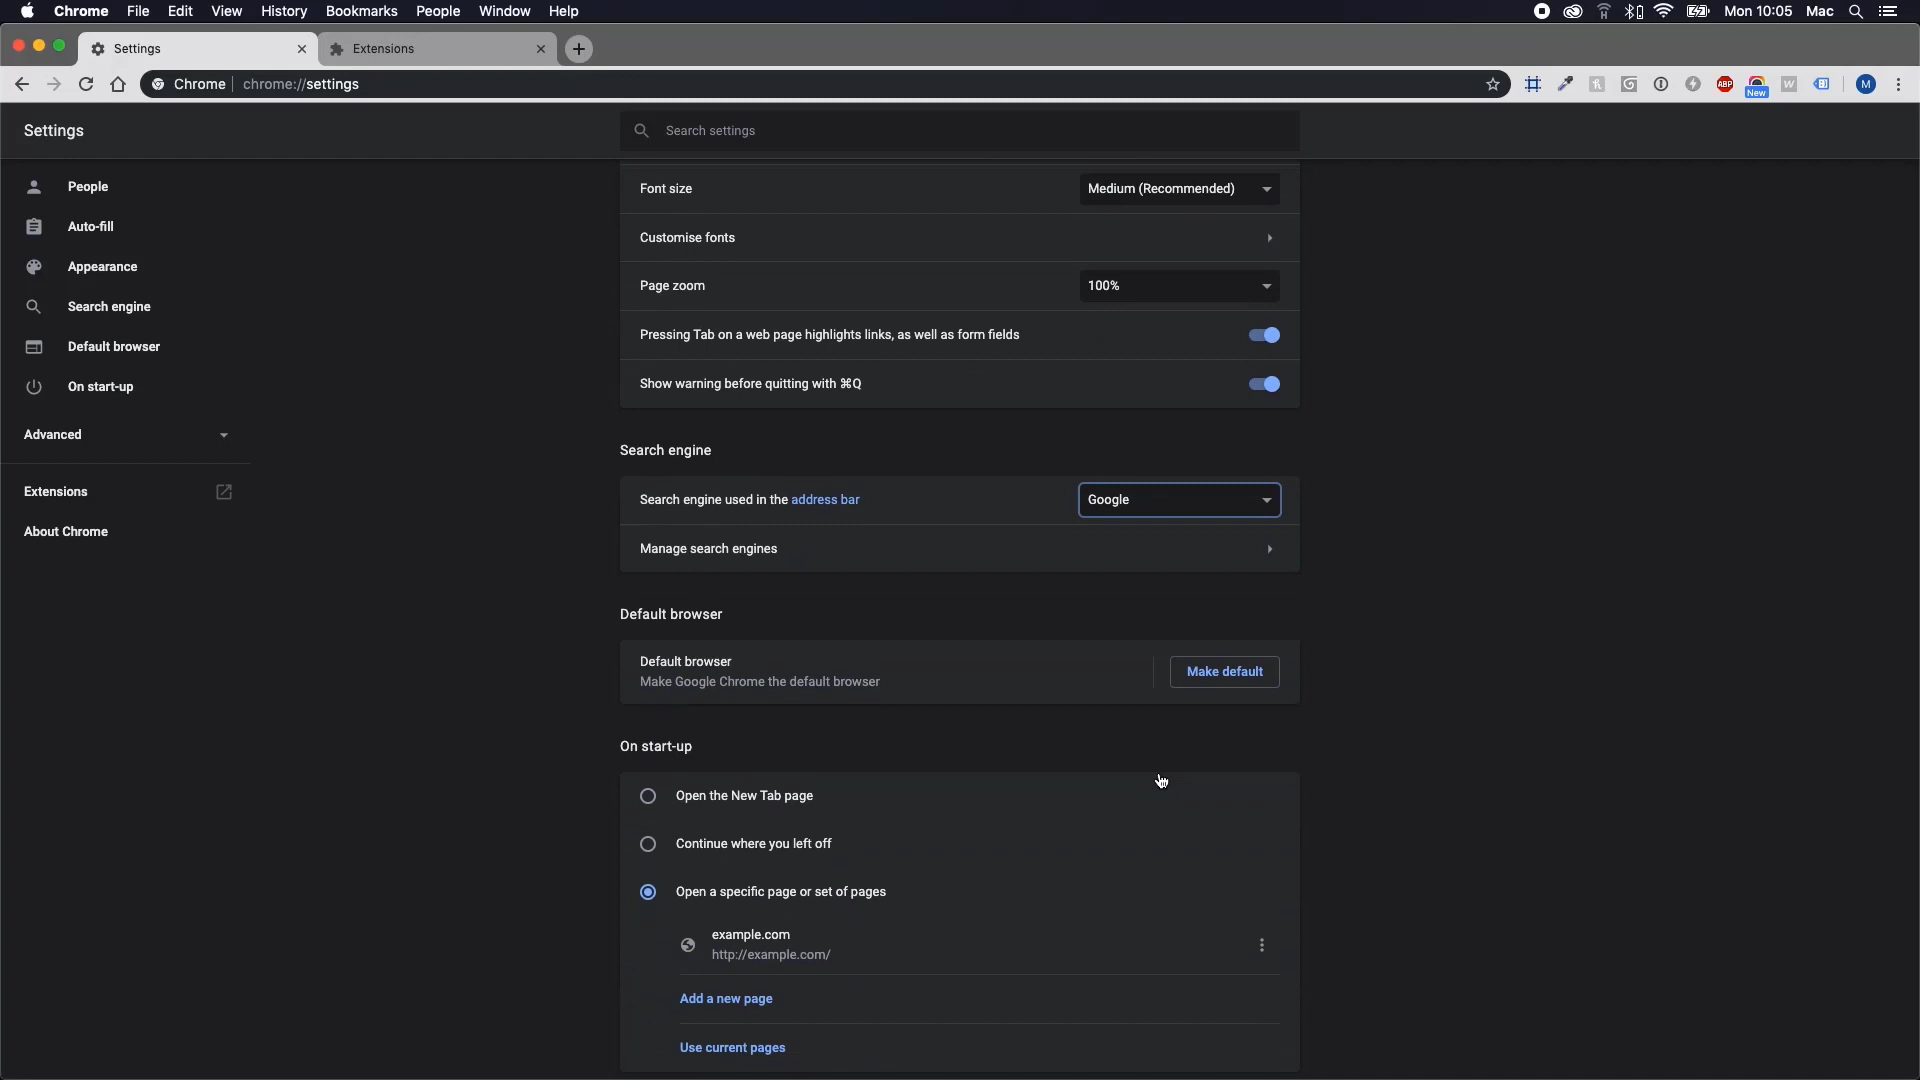 Chrome File Edit View History Bookmarks People Window Help Mon 10:05 Mac
Settings Extensions
Chrome chrome://settings
ABP New W M
Settings Search settings
People
Auto-fill
Appearance
Search engine
Default browser
On start-up
Advanced
Extensions
About Chrome
Font size Medium (Recommended)
Customise fonts
Page zoom 100%
Pressing Tab on a web page highlights links, as well as form fields
Show warning before quitting with ⌘Q
Search engine
Search engine used in the address bar Google
Manage search engines
Default browser
Default browser
Make Google Chrome the default browser
Make default
On start-up
Open the New Tab page
Continue where you left off
Open a specific page or set of pages
example.com
http://example.com/
Add a new page
Use current pages